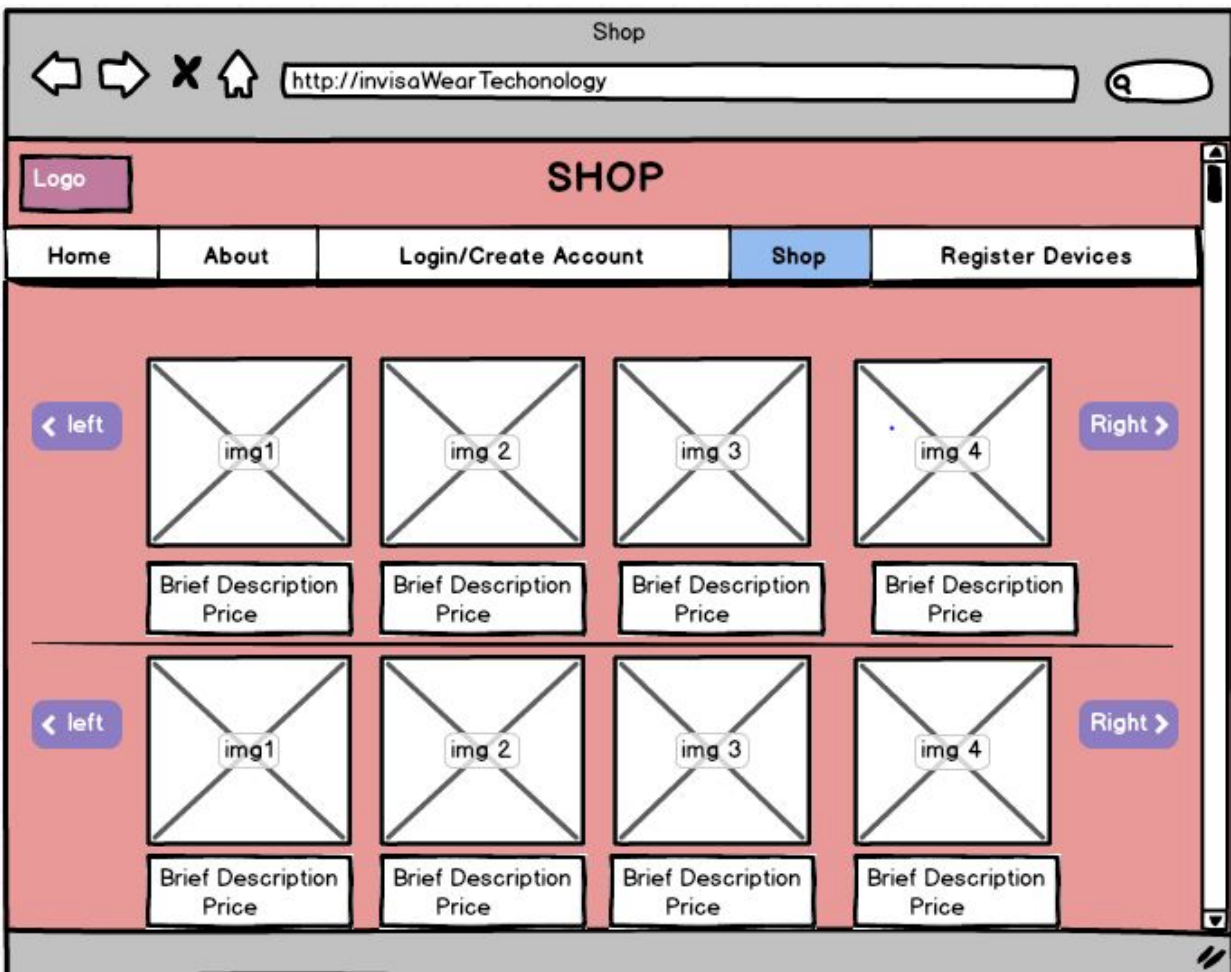 Shop
http://invisaWearTechonology
Logo
SHOP
Home About Login/Create Account Shop Register Devices
< left img1 img 2 img 3 img 4 Right >
Brief Description Brief Description Brief Description Brief Description
Price Price Price Price
< left img1 img 2 img 3 img 4 Right >
Brief Description Brief Description Brief Description Brief Description
Price Price Price Price